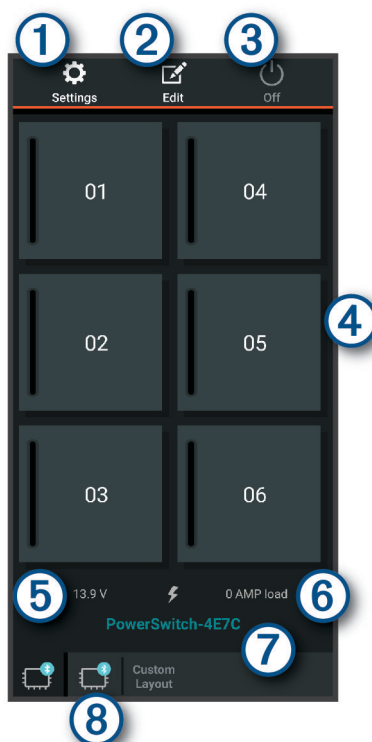 1 2 3
Settings Edit Off
01 04
4
02 05
03 06
5 13.9 V 0 AMP load 6
PowerSwitch-4E7C
7
Custom
Layout
8